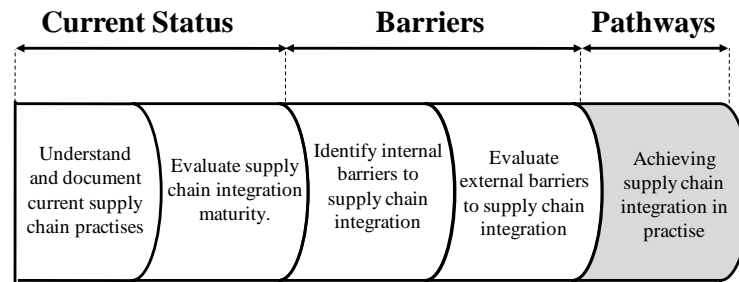 Current Status
Barriers
Pathways
Understand
and document
current supply
chain practises
Evaluate supply
chain integration
maturity.
Identify internal
barriers to
supply chain
integration
Evaluate
external barriers
to supply chain
integration
Achieving
supply chain
integration in
practise